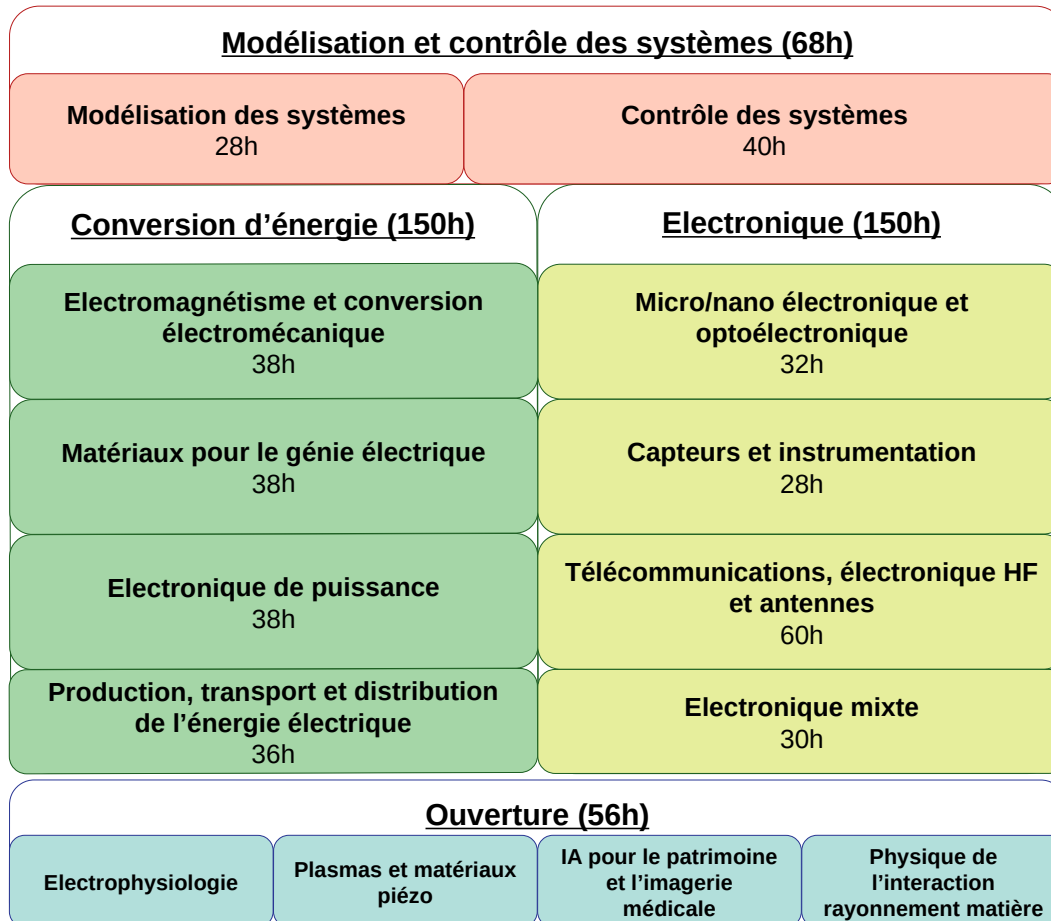 Modélisation et contrôle des systèmes (68h)
Modélisation des systèmes
28h
Contrôle des systèmes
40h
Conversion d’énergie (150h)
Electromagnétisme et conversion
électromécanique
38h
Matériaux pour le génie électrique
38h
Electronique de puissance
38h
Production, transport et distribution
de l’énergie électrique
36h
Electronique (150h)
Micro/nano électronique et
optoélectronique
32h
Capteurs et instrumentation
28h
Télécommunications, électronique HF
et antennes
60h
Electronique mixte
30h
Ouverture (56h)
Electrophysiologie
Plasmas et matériaux
piézo
IA pour le patrimoine
et l’imagerie
médicale
Physique de
l’interaction
rayonnement matière